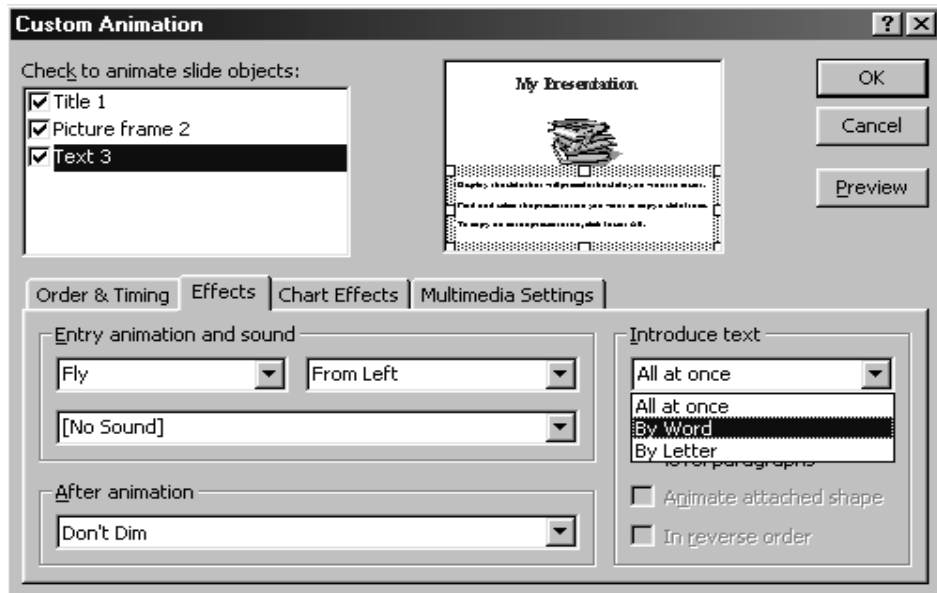 Custom Animation
Check to animate slide objects:
Title 1
Picture frame 2
Text 3
My Presentation
OK
Cancel
Preview
Order & Timing
Effects
Chart Effects
Multimedia Settings
Entry animation and sound
Fly
From Left
[No Sound]
After animation
Don't Dim
Introduce text
All at once
All at once
By Word
By Letter
level paragraphs
Animate attached shape
In reverse order